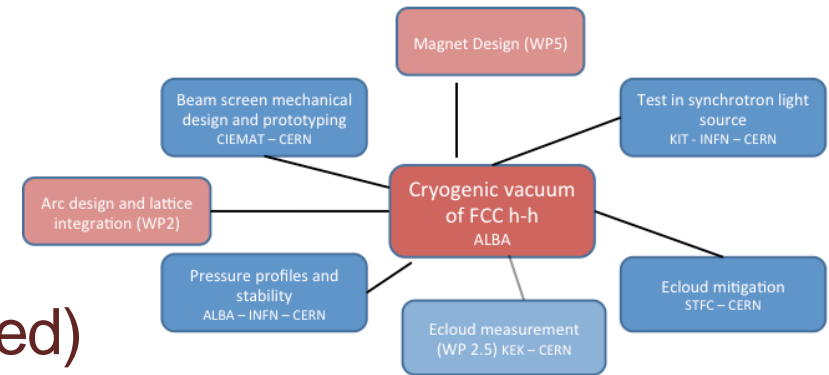 Magnet Design (WP5)
Beam screen mechanical
design and prototyping
CIEMAT – CERN
Test in synchrotron light
source
KIT - INFN – CERN
Arc design and lattice
integration (WP2)
Cryogenic vacuum
of FCC h-h
ALBA
Pressure profiles and
stability
ALBA – INFN – CERN
Ecloud mitigation
STFC – CERN
Ecloud measurement
(WP 2.5) KEK – CERN
ed)